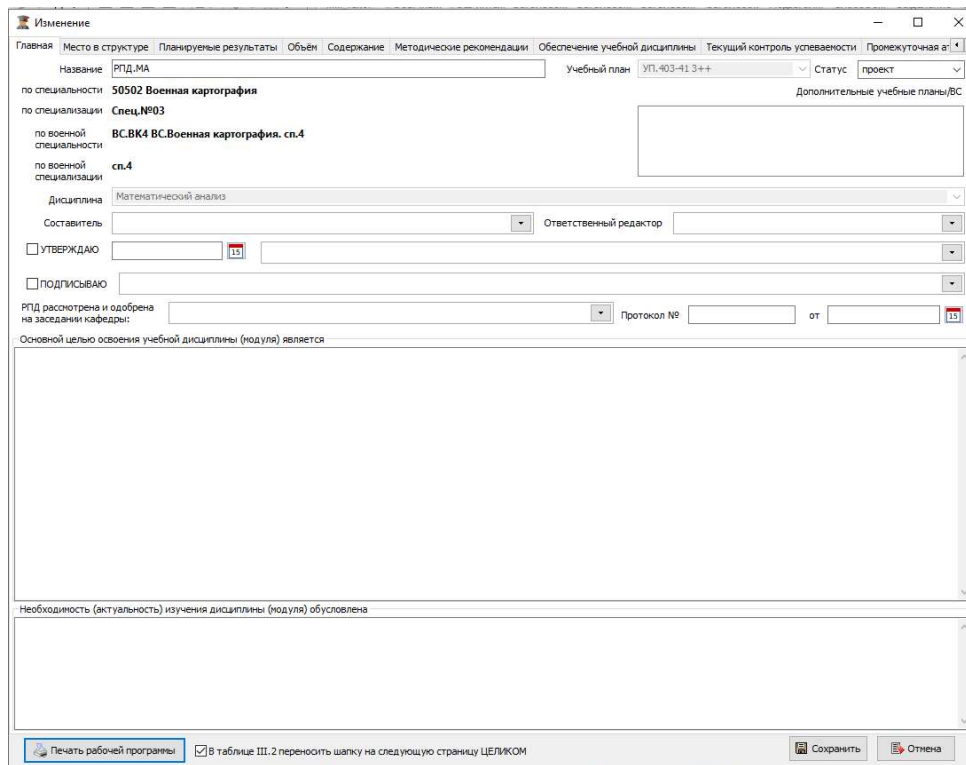 Изменение
Главная Место в структуре Планируемые результаты Объём Содержание Методические рекомендации Обеспечение учебной дисциплины Текущий контроль успеваемости Промежуточная ат
Название РПД.МА Учебный план УП.403-41 3++ Статус проект
по специальности 50502 Военная картография Дополнительные учебные планы/ВС
по специализации Спец.№03
по военной специальности ВС.ВК4 ВС.Военная картография. сп.4
по военной специализации сп.4
Дисциплина Математический анализ
Составитель Ответственный редактор
УТВЕРЖДАЮ 15
ПОДПИСЫВАЮ
РПД рассмотрена и одобрена
на заседании кафедры: Протокол № от 15
Основной целью освоения учебной дисциплины (модуля) является
Необходимость (актуальность) изучения дисциплины (модуля) обусловлена
Печать рабочей программы В таблице III.2 переносить шапку на следующую страницу ЦЕЛИКОМ Сохранить Отмена